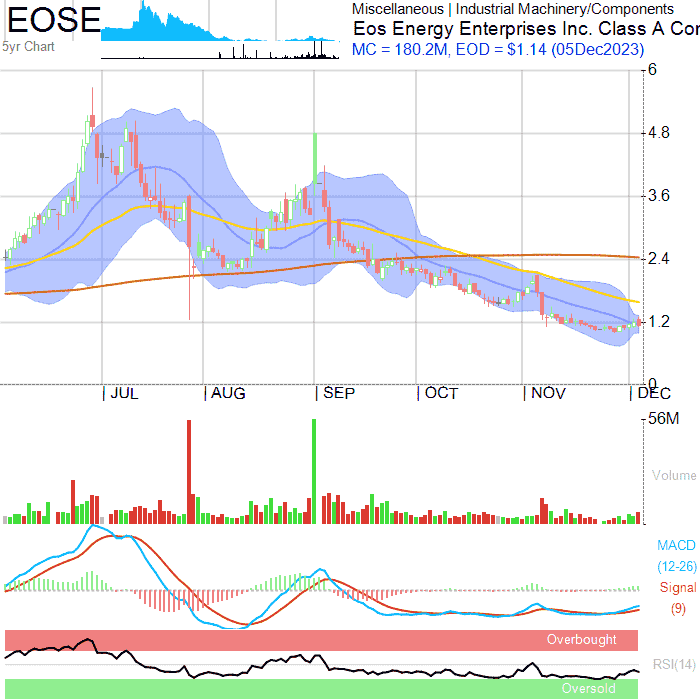 EOSE
5yr Chart
Miscellaneous | Industrial Machinery/Components
Eos Energy Enterprises Inc. Class A Cor
MC = 180.2M, EOD = $1.14 (05Dec2023)
6
4.8
3.6
2.4
1.2
0
JUL AUG SEP OCT NOV DEC
56M
Volume
MACD
(12-26)
Signal
(9)
Overbought
RSI(14)
Oversold